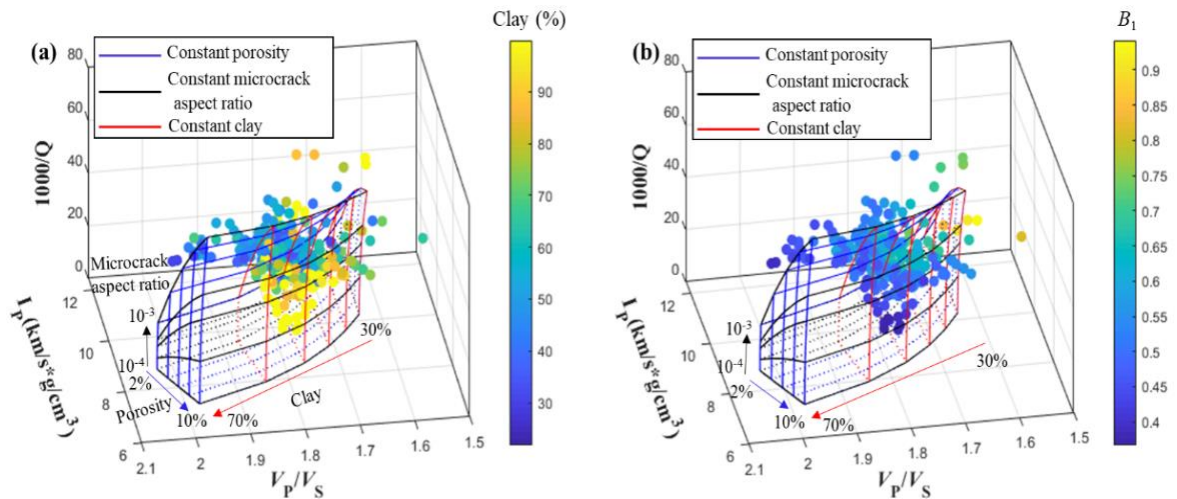 (a)
Constant porosity
Constant microcrack
aspect ratio
Constant clay
Clay (%)
90
80
70
60
50
40
30
80
60
40
20
0
1000/Q
Microcrack
aspect ratio
12
10
8
6
I_P(km/s*g/cm³)
10⁻³
10⁻⁴
2%
Porosity
10%
70%
Clay
30%
2.1
2
1.9
1.8
1.7
1.6
1.5
V_P/V_S
(b)
Constant porosity
Constant microcrack
aspect ratio
Constant clay
B₁
0.9
0.85
0.8
0.75
0.7
0.65
0.6
0.55
0.5
0.45
0.4
80
60
40
20
0
1000/Q
12
10
8
6
I_P(km/s*g/cm³)
10⁻³
10⁻⁴
2%
10%
70%
30%
2.1
2
1.9
1.8
1.7
1.6
1.5
V_P/V_S